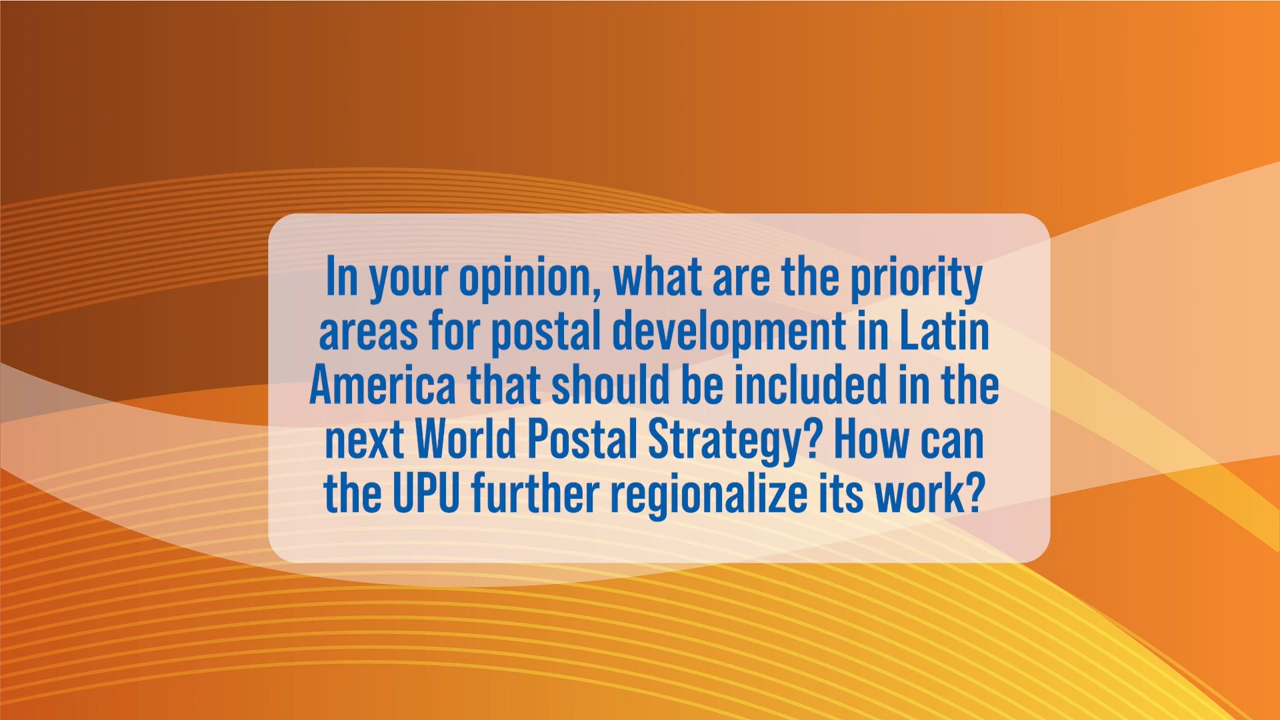 In your opinion, what are the priority
areas for postal development in Latin
America that should be included in the
next World Postal Strategy? How can
the UPU further regionalize its work?